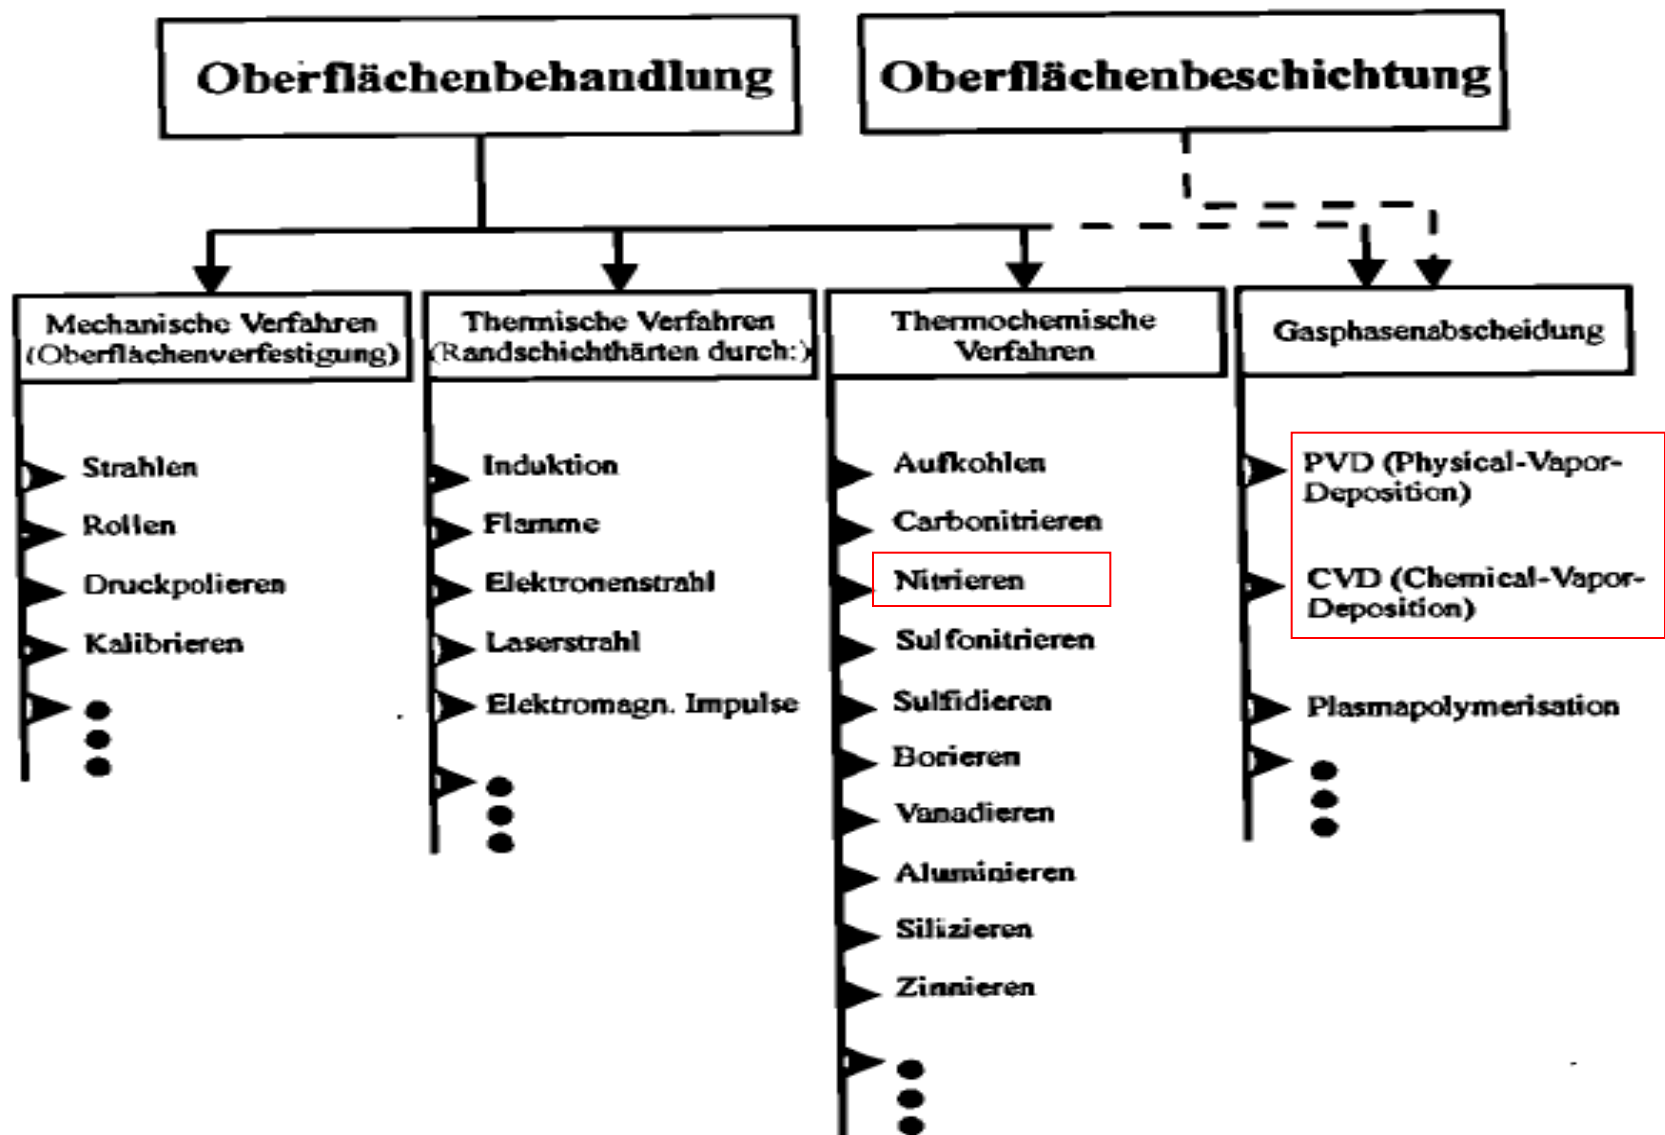 Oberflächenbehandlung
Oberflächenbeschichtung
Mechanische Verfahren
(Oberflächenverfestigung)
Strahlen
Rollen
Druckpolieren
Kalibrieren
Thermische Verfahren
(Randschichthärten durch:)
Induktion
Flamme
Elektronenstrahl
Laserstrahl
Elektromagn. Impulse
Thermochemische
Verfahren
Aufkohlen
Carbonitrieren
Nitrieren
Sulfonitrieren
Sulfidieren
Borieren
Vanadieren
Aluminieren
Silizieren
Zinnieren
Gasphasenabscheidung
PVD (Physical-Vapor-
Deposition)
CVD (Chemical-Vapor-
Deposition)
Plasmapolymerisation